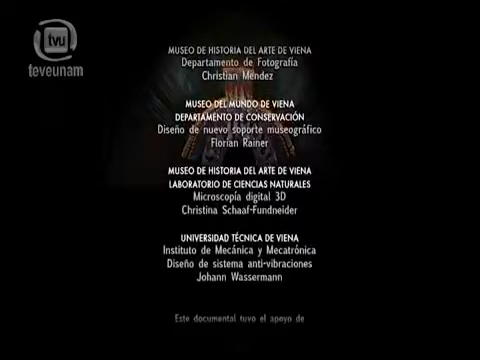 tvu
teveunam
MUSEO DE HISTORIA DEL ARTE DE VIENA
Departamento de Fotografía
Christian Mendez
MUSEO DEL MUNDO DE VIENA
DEPARTAMENTO DE CONSERVACIÓN
Diseño de nuevo soporte museográfico
Florian Rainer
MUSEO DE HISTORIA DEL ARTE DE VIENA
LABORATORIO DE CIENCIAS NATURALES
Microscopía digital 3D
Christina Schaaf-Fundneider
UNIVERSIDAD TÉCNICA DE VIENA
Instituto de Mecánica y Mecatrónica
Diseño de sistema anti-vibraciones
Johann Wassermann
Este documental tuvo el apoyo de